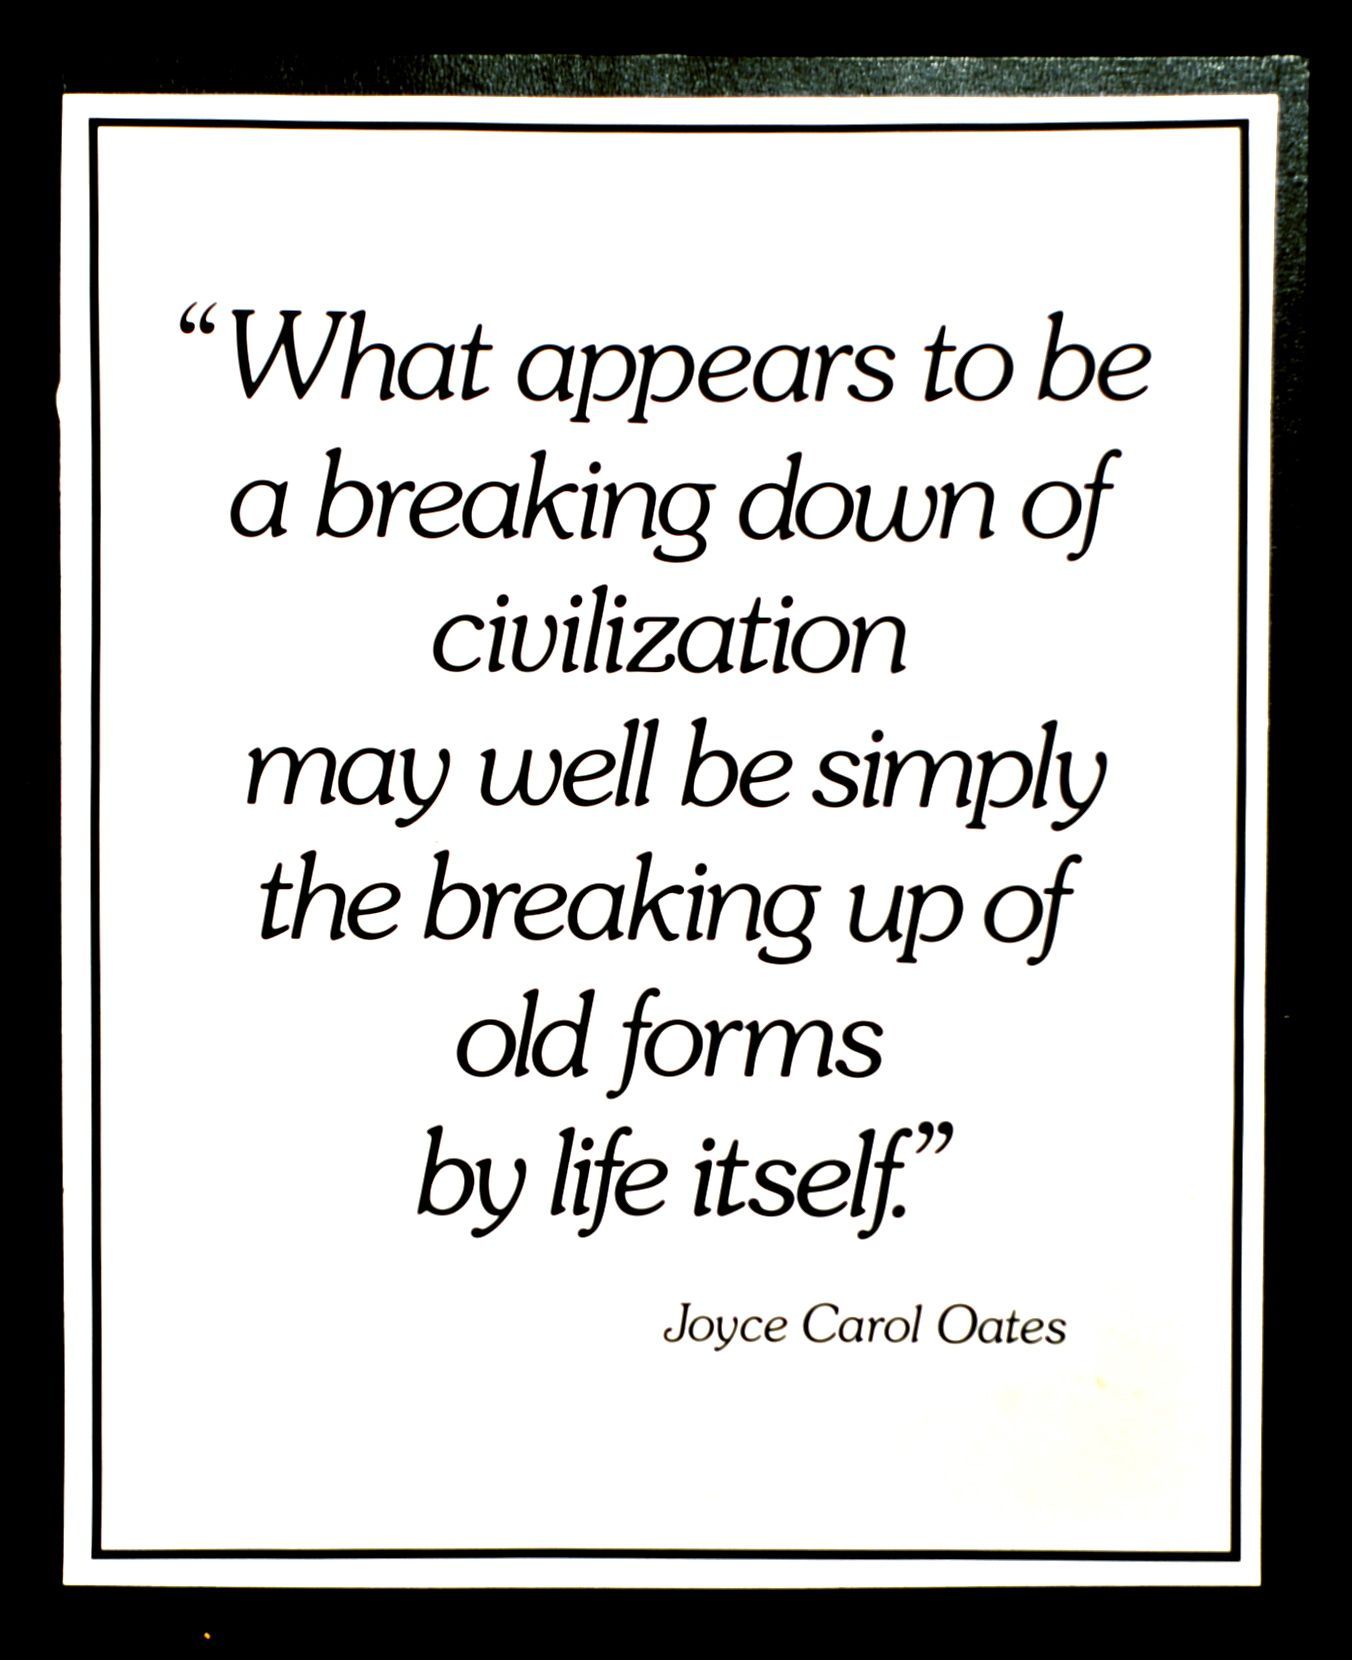 “What appears to be
a breaking down of
civilization
may well be simply
the breaking up of
old forms
by life itself.”
Joyce Carol Oates